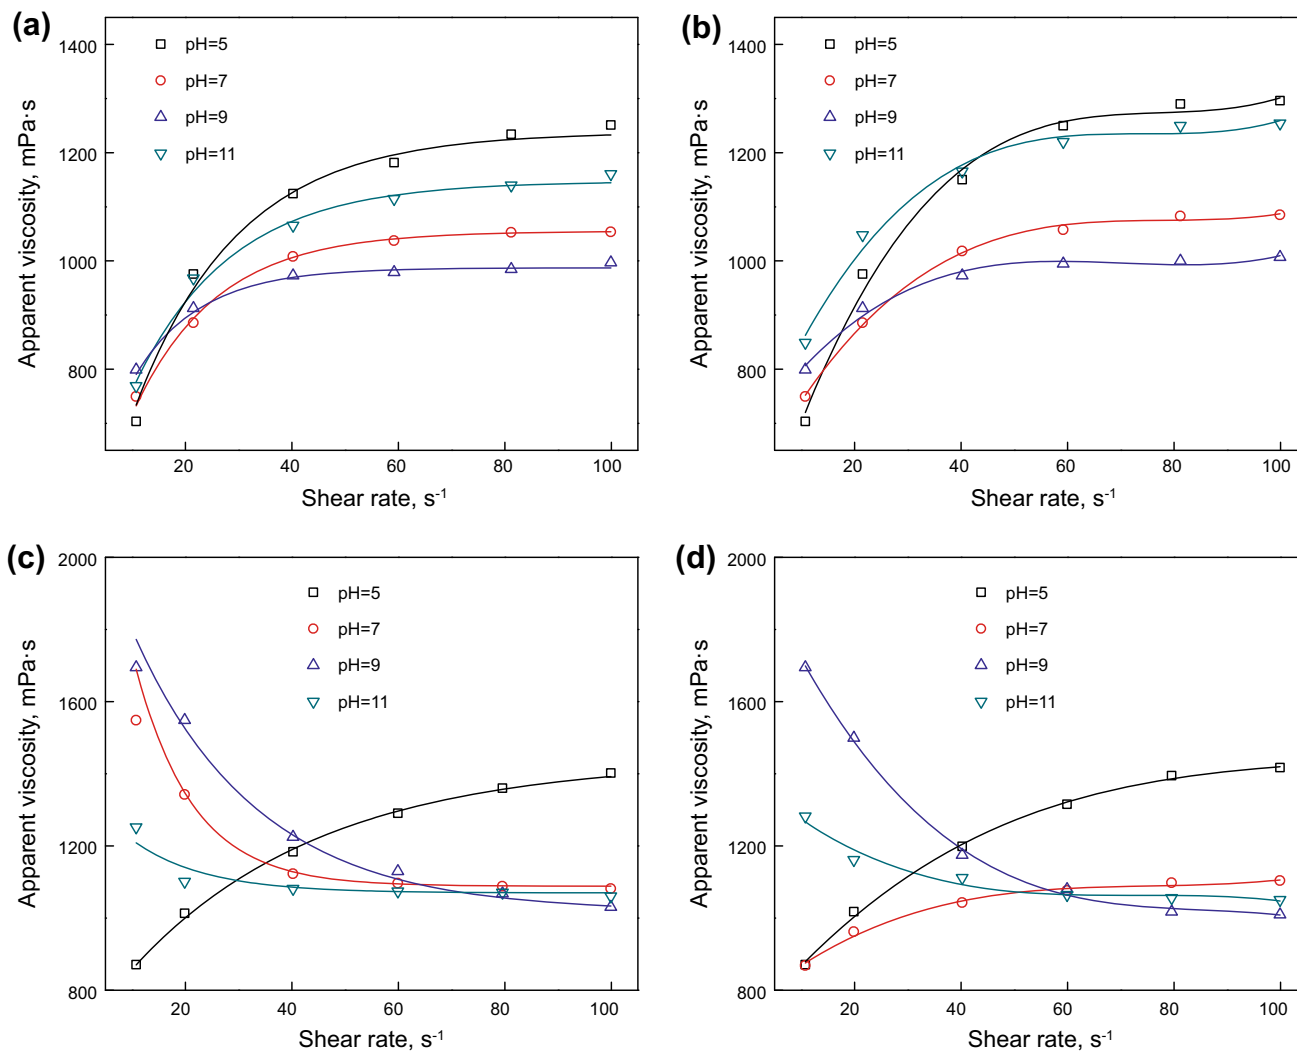 (a)
1400
1200
1000
800
pH=5
pH=7
pH=9
pH=11
Apparent viscosity, mPa·s
20 40 60 80 100
Shear rate, s-1
(b)
1400
1200
1000
800
pH=5
pH=7
pH=9
pH=11
Apparent viscosity, mPa·s
20 40 60 80 100
Shear rate, s-1
(c)
2000
1600
1200
800
pH=5
pH=7
pH=9
pH=11
Apparent viscosity, mPa·s
20 40 60 80 100
Shear rate, s-1
(d)
2000
1600
1200
800
pH=5
pH=7
pH=9
pH=11
Apparent viscosity, mPa·s
20 40 60 80 100
Shear rate, s-1